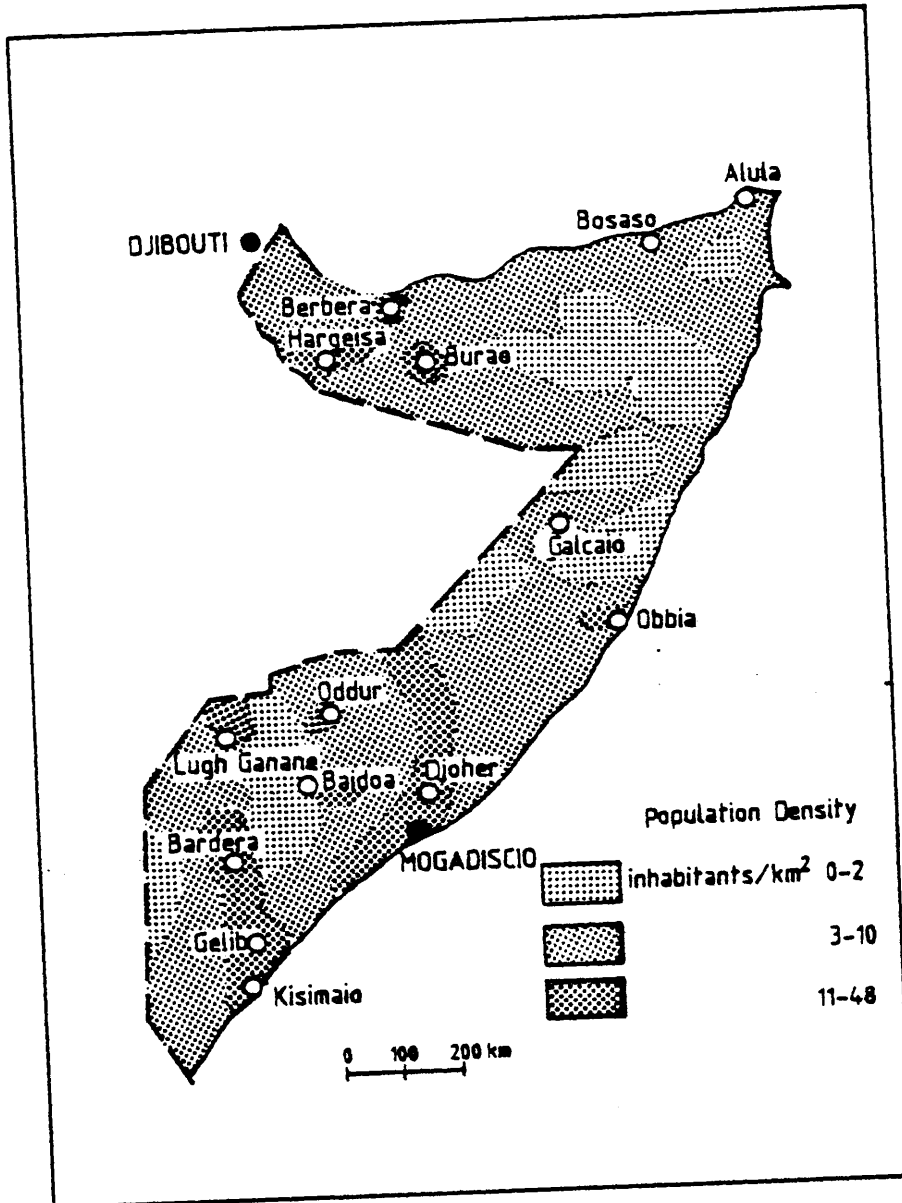 Alula
Bosaso
DJIBOUTI
Berbera
Hargeisa
Burao
Galcaio
Obbia
Oddur
Lugh Ganane
Baidoa
Djoher
Bardera
MOGADISCIO
Gelib
Kisimaio
Population Density
inhabitants/km² 0-2
3-10
11-48
0 100 200 km